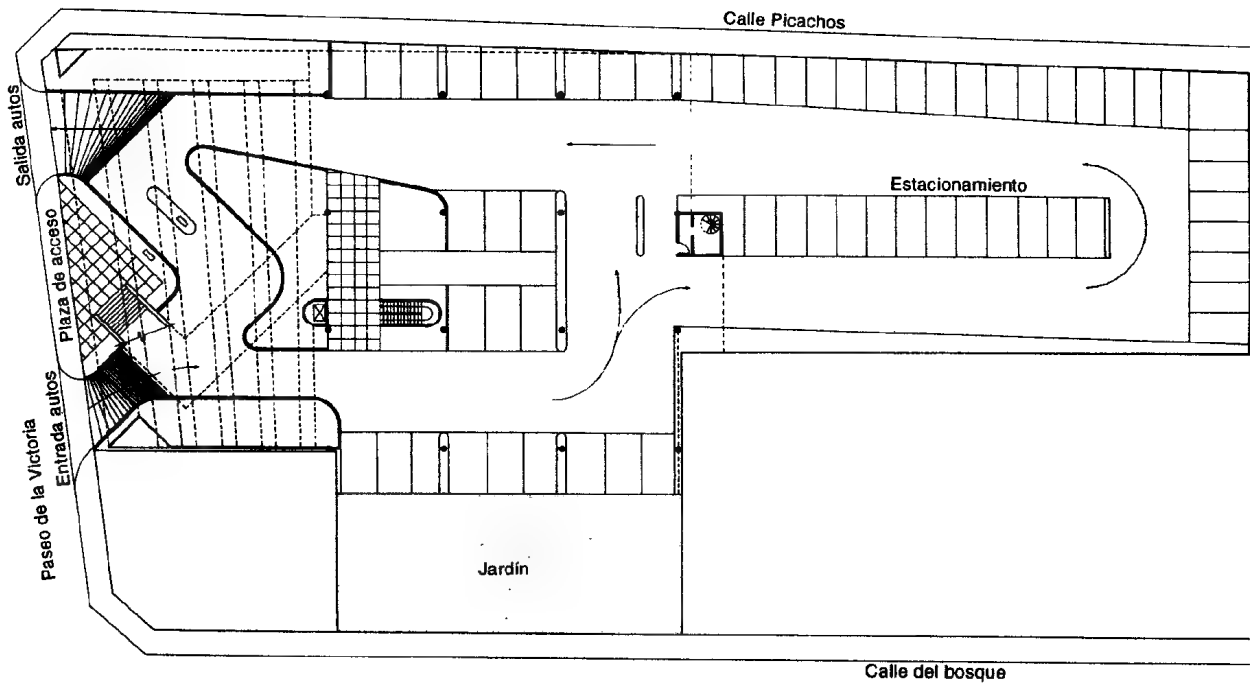 Calle Picachos
Salida autos
Estacionamiento
Plaza de acceso
Entrada autos
Paseo de la Victoria
Jardín
Calle del bosque